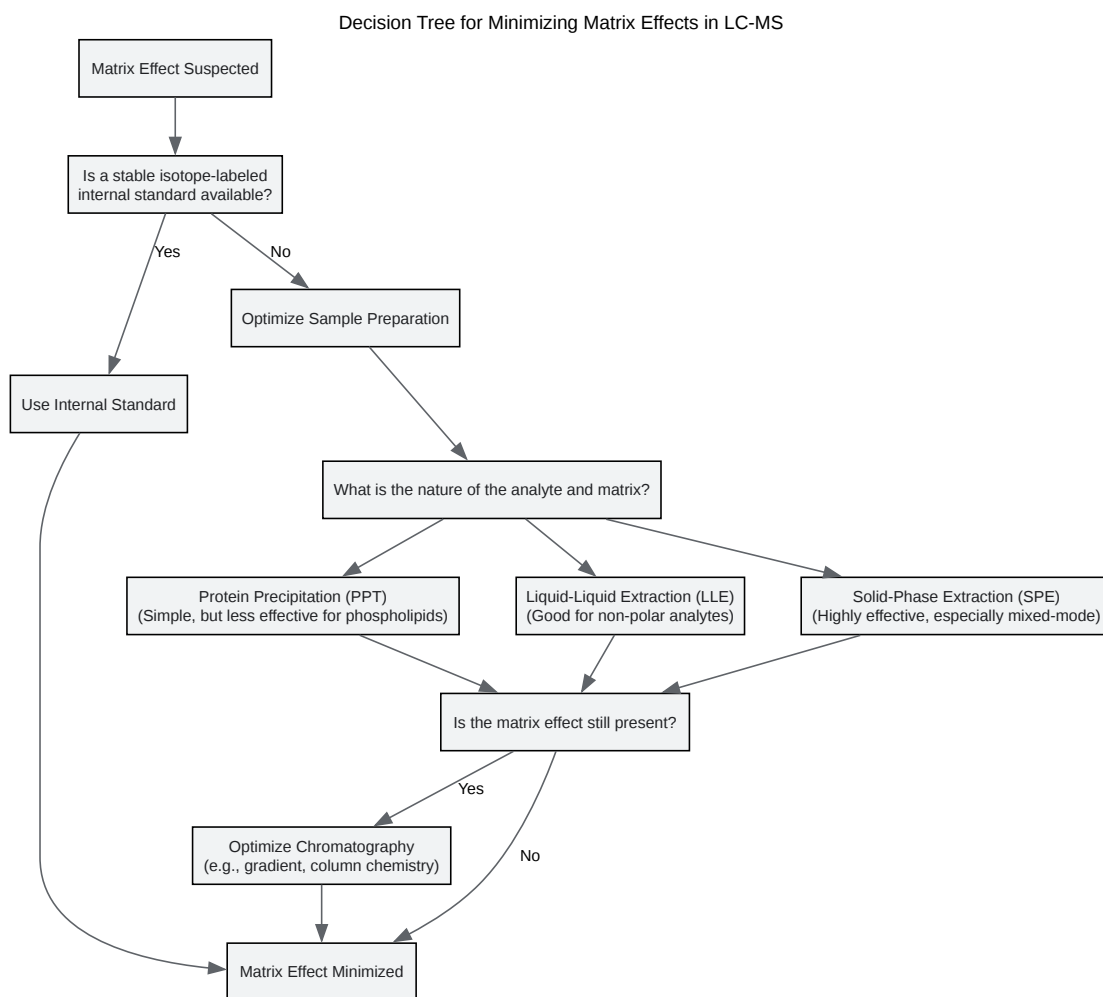 Decision Tree for Minimizing Matrix Effects in LC-MS
Matrix Effect Suspected
Is a stable isotope-labeled
internal standard available?
Yes
No
Optimize Sample Preparation
Use Internal Standard
What is the nature of the analyte and matrix?
Protein Precipitation (PPT)
(Simple, but less effective for phospholipids)
Liquid-Liquid Extraction (LLE)
(Good for non-polar analytes)
Solid-Phase Extraction (SPE)
(Highly effective, especially mixed-mode)
Is the matrix effect still present?
Yes
Optimize Chromatography
(e.g., gradient, column chemistry)
No
Matrix Effect Minimized